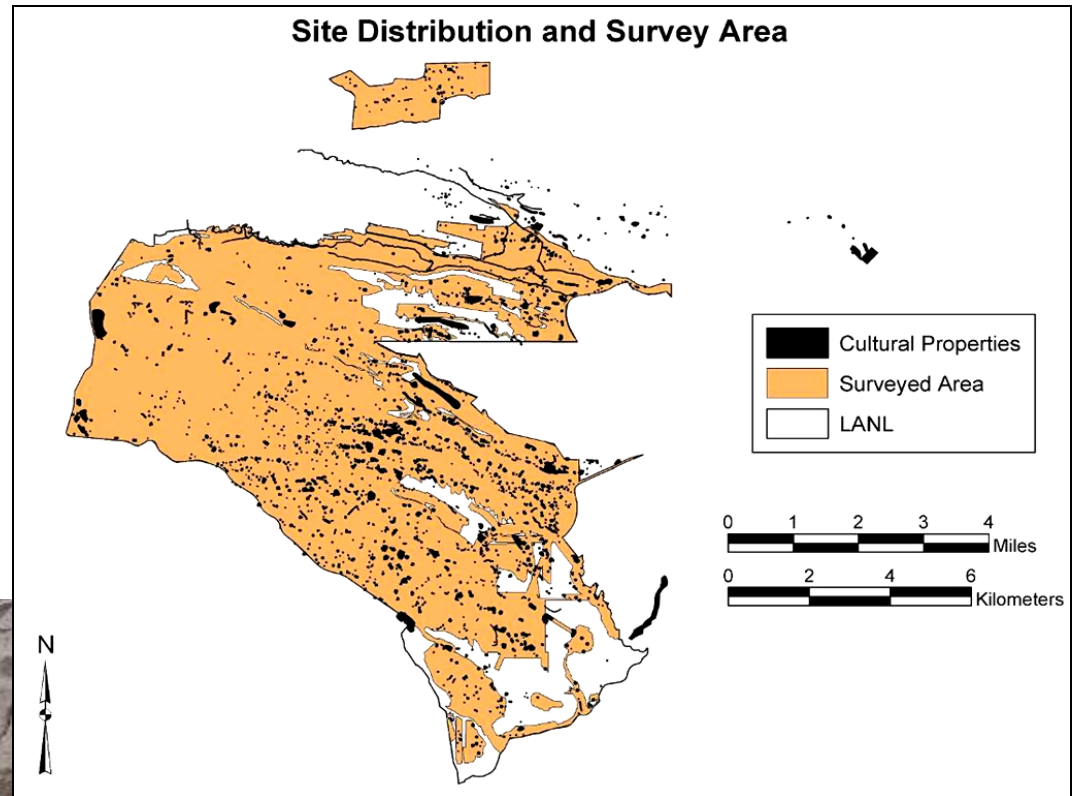 Site Distribution and Survey Area
Cultural Properties
Surveyed Area
LANL
0 1 2 3 4
Miles
0 2 4 6
Kilometers
N